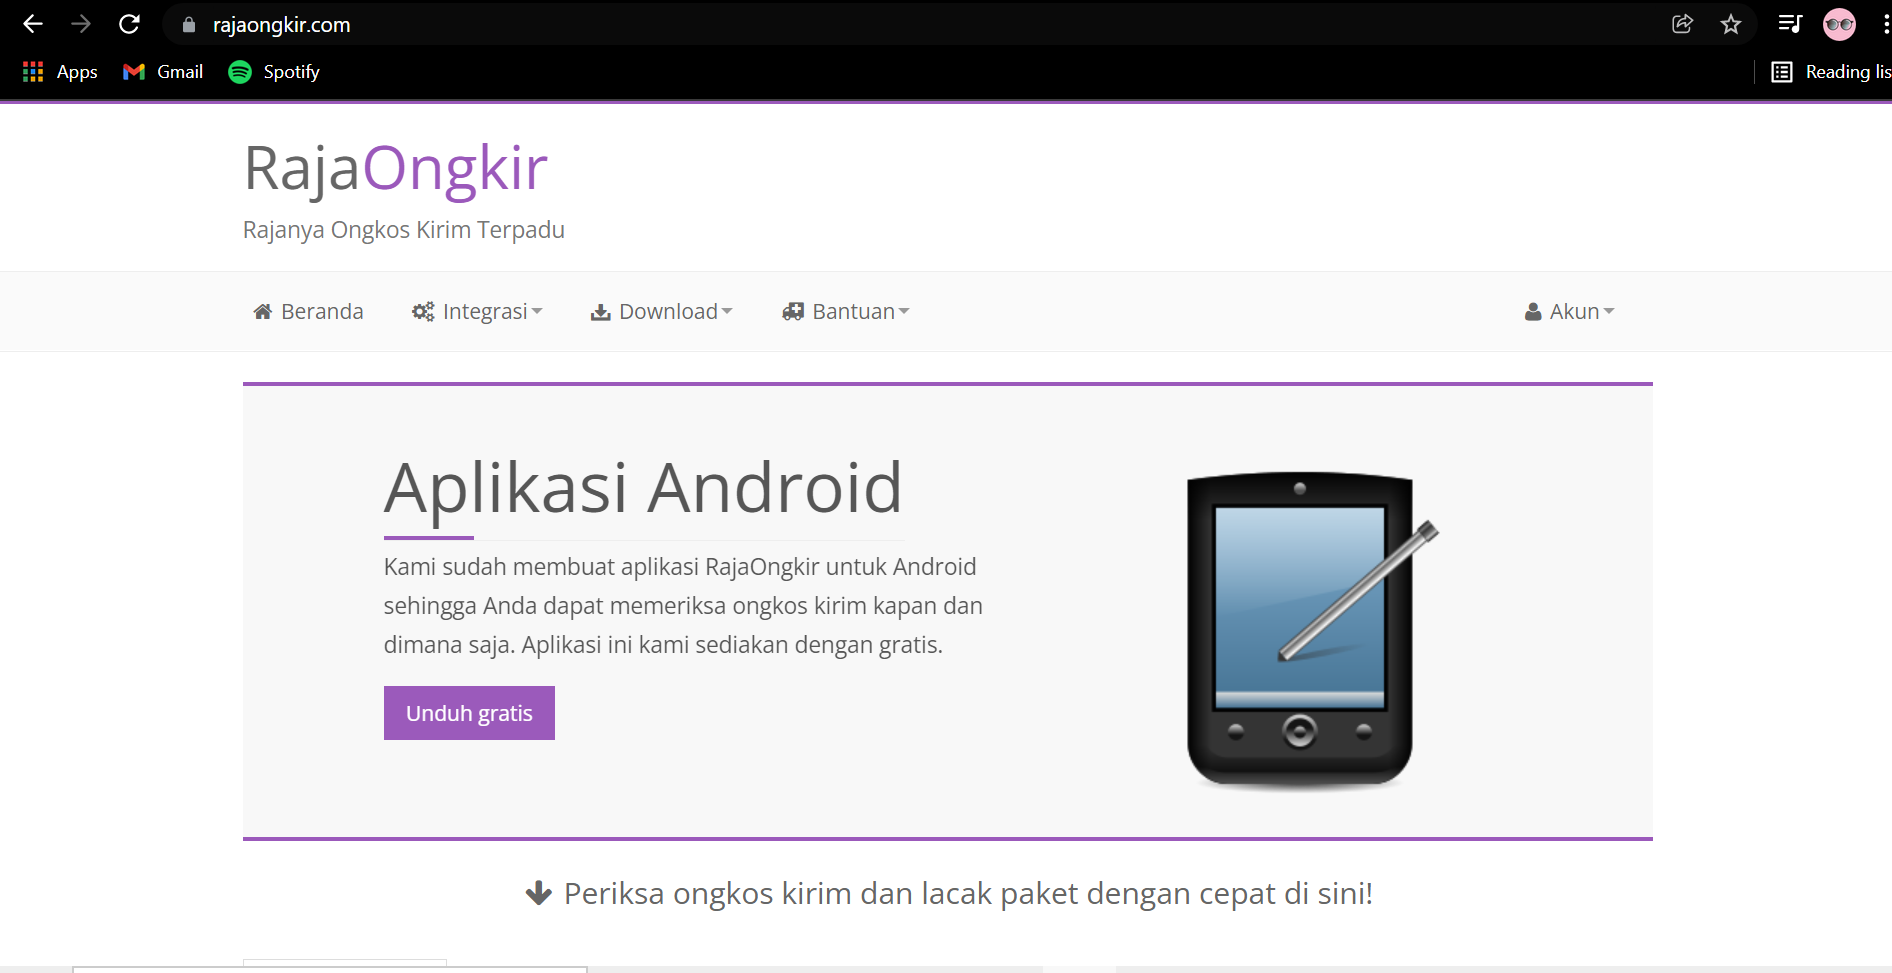 rajaongkir.com
Apps Gmail Spotify Reading lis
RajaOngkir
Rajanya Ongkos Kirim Terpadu
Beranda Integrasi Download Bantuan Akun
Aplikasi Android
Kami sudah membuat aplikasi RajaOngkir untuk Android
sehingga Anda dapat memeriksa ongkos kirim kapan dan
dimana saja. Aplikasi ini kami sediakan dengan gratis.
Unduh gratis
Periksa ongkos kirim dan lacak paket dengan cepat di sini!